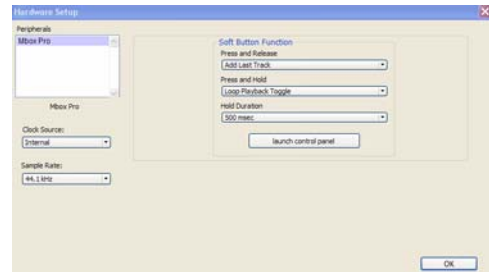 Hardware Setup
Peripherals
Mbox Pro
Mbox Pro
Clock Source:
Internal
Sample Rate:
44.1 kHz
Soft Button Function
Press and Release
Add Last Track
Press and Hold
Loop Playback Toggle
Hold Duration
500 msec
launch control panel
OK